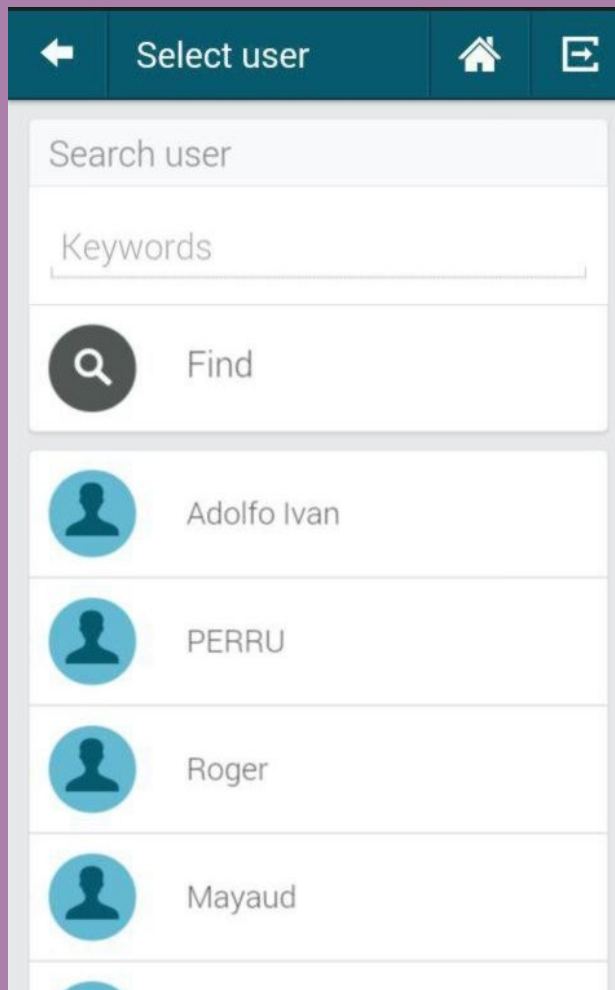 Select user
Search user
Keywords
Find
Adolfo Ivan
PERRU
Roger
Mayaud